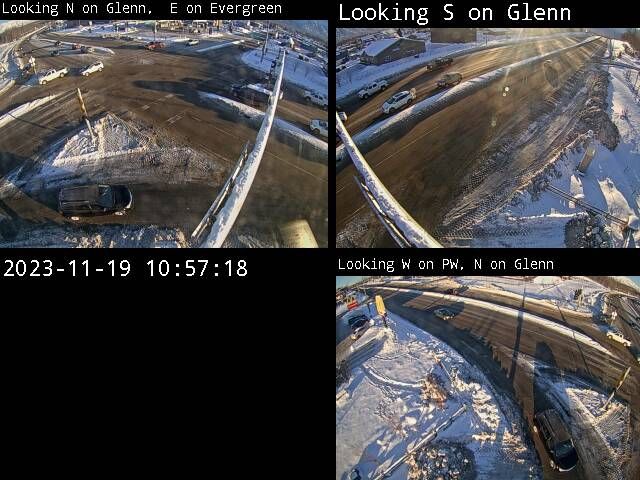 Looking N on Glenn,  E on Evergreen
Looking S on Glenn
2023-11-19 10:57:18
Looking W on PW, N on Glenn